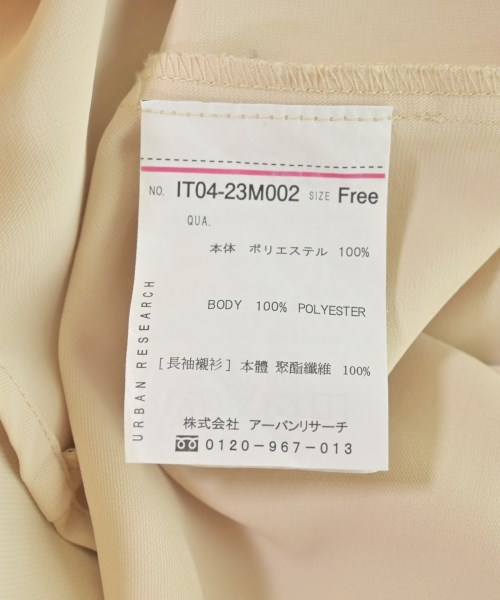 NO. IT04-23M002 SIZE Free
QUA.
本体 ポリエステル 100%
BODY 100% POLYESTER
[長袖襯衫] 本體 聚酯纖維 100%
株式会社 アーバンリサーチ
0120-967-013
URBAN RESEARCH